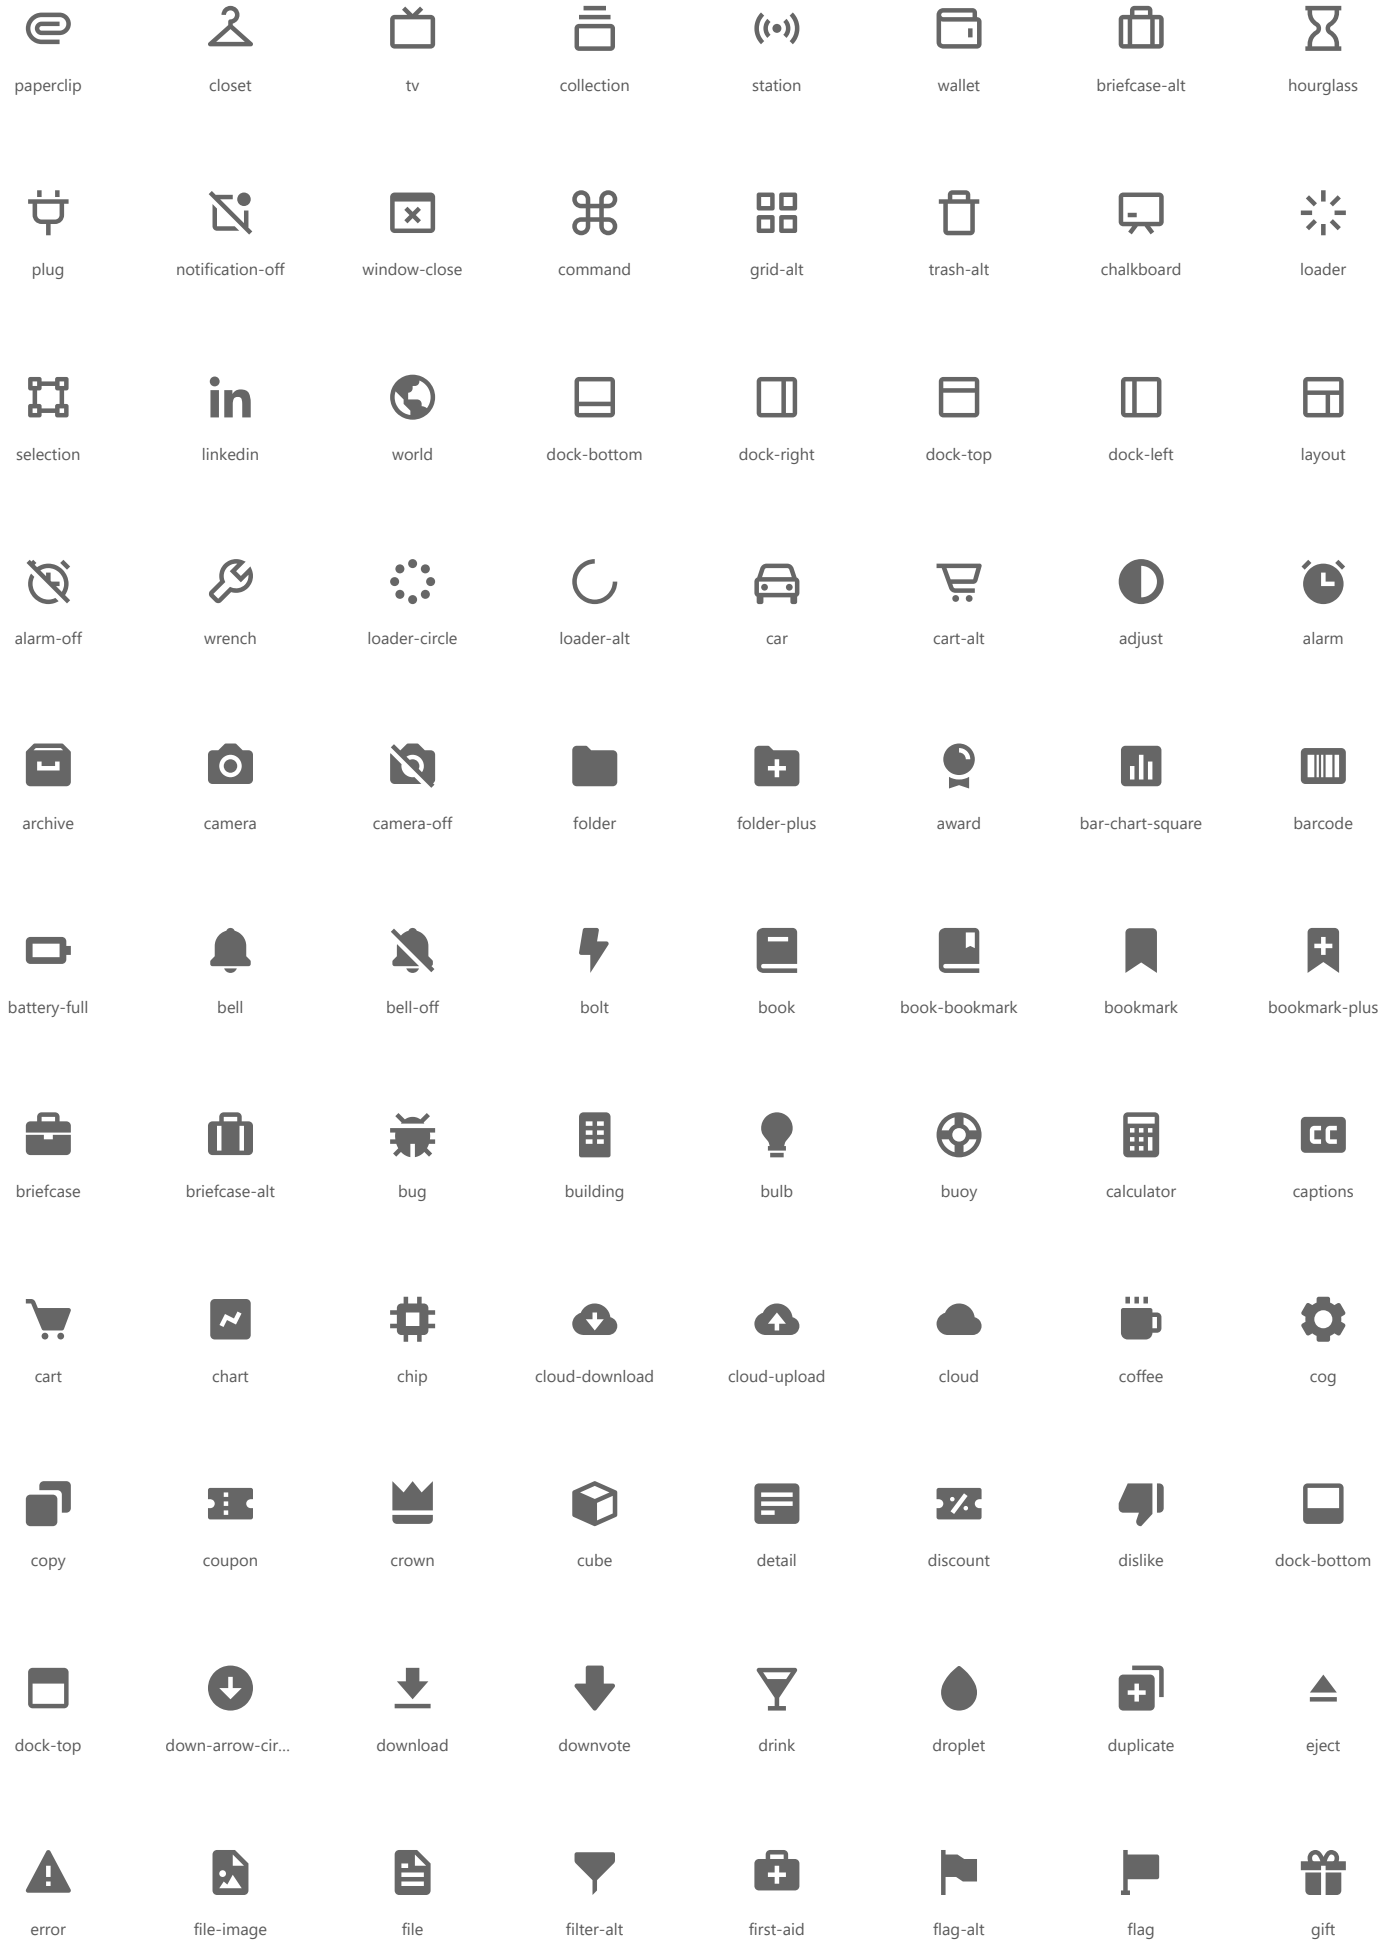 paperclip closet tv collection station wallet briefcase-alt hourglass
plug notification-off window-close command grid-alt trash-alt chalkboard loader
selection linkedin world dock-bottom dock-right dock-top dock-left layout
alarm-off wrench loader-circle loader-alt car cart-alt adjust alarm
archive camera camera-off folder folder-plus award bar-chart-square barcode
battery-full bell bell-off bolt book book-bookmark bookmark bookmark-plus
briefcase briefcase-alt bug building bulb buoy calculator captions
cart chart chip cloud-download cloud-upload cloud coffee cog
copy coupon crown cube detail discount dislike dock-bottom
dock-top down-arrow-cir... download downvote drink droplet duplicate eject
error file-image file filter-alt first-aid flag-alt flag gift